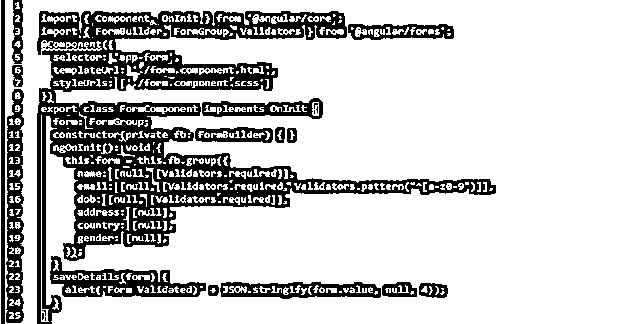 1
2 import { Component, OnInit } from '@angular/core';
3 import { FormBuilder, FormGroup, Validators } from '@angular/forms';
4 @Component({
5 selector: 'app-form',
6 templateUrl: './form.component.html',
7 styleUrls: ['./form.component.scss']
8 })
9 export class FormComponent implements OnInit {
10 form: FormGroup;
11 constructor(private fb: FormBuilder) { }
12 ngOnInit(): void {
13 this.form = this.fb.group({
14 name: [null, [Validators.required]],
15 email: [null, [Validators.required, Validators.pattern("^[a-z0-9")]],
16 dob: [null, [Validators.required]],
17 address: [null],
18 country: [null],
19 gender: [null],
20 });
21 }
22 saveDetails(form) {
23 alert('Form Validated)" + JSON.stringify(form.value, null, 4));
24 }
25 }